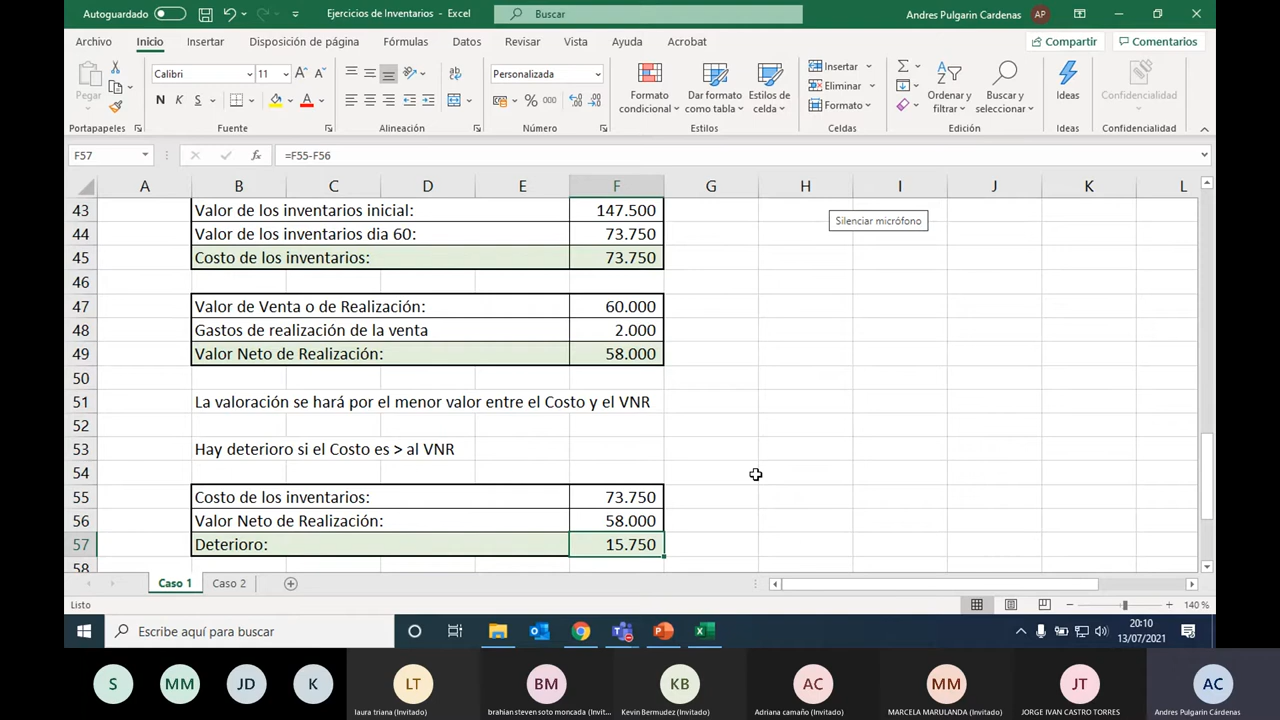 Autoguardado
Ejercicios de Inventarios - Excel
Buscar
Andres Pulgarin Cardenas
AP
Archivo Inicio Insertar Disposición de página Fórmulas Datos Revisar Vista Ayuda Acrobat
Compartir
Comentarios
Pegar
Calibri 11
N K S
Personalizada
% 000
Formato condicional
Dar formato como tabla
Estilos de celda
Insertar
Eliminar
Formato
Ordenar y filtrar
Buscar y seleccionar
Ideas
Confidencialidad
Portapapeles Fuente Alineación Número Estilos Celdas Edición Ideas Confidencialidad
F57 fx =F55-F56
A B C D E F G H I J K L
43 Valor de los inventarios inicial: 147.500
Silenciar micrófono
44 Valor de los inventarios dia 60: 73.750
45 Costo de los inventarios: 73.750
46
47 Valor de Venta o de Realización: 60.000
48 Gastos de realización de la venta 2.000
49 Valor Neto de Realización: 58.000
50
51 La valoración se hará por el menor valor entre el Costo y el VNR
52
53 Hay deterioro si el Costo es > al VNR
54
55 Costo de los inventarios: 73.750
56 Valor Neto de Realización: 58.000
57 Deterioro: 15.750
58
Caso 1 Caso 2
Listo
140 %
Escribe aquí para buscar
20:10
13/07/2021
S MM JD K LT BM KB AC MM JT AC
laura triana (Invitado)
brahian steven soto moncada (Invit...
Kevin Bermudez (Invitado)
Adriana camaño (Invitado)
MARCELA MARULANDA (Invitado)
JORGE IVAN CASTRO TORRES
Andres Pulgarin Cárdenas